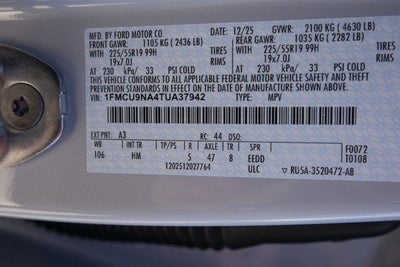 MFD. BY FORD MOTOR CO.
DATE: 12/25 GVWR: 2100 KG (4630 LB)
FRONT GAWR: 1105 KG (2436 LB) REAR GAWR: 1035 KG (2282 LB)
225/55R19 99H TIRES 225/55R19 99H
19x7.0J RIMS 19x7.0J
AT 230 kPa/ 33 PSI COLD AT 230 kPa/ 33 PSI COLD
THIS VEHICLE CONFORMS TO ALL APPLICABLE FEDERAL MOTOR VEHICLE SAFETY, BUMPER, AND
THEFT PREVENTION STANDARDS IN EFFECT ON THE DATE OF MANUFACTURE SHOWN ABOVE.
VIN: 1FMCU9NA4TUA37942 TYPE: MPV
EXT PNT: A3 RC: 44 DSO: F0072
WB INT TR TP/PS R AXLE TR SPR T0108
106 HM 5 47 8 EEDD
1202512027764 ULC RU5A-3520472-AB